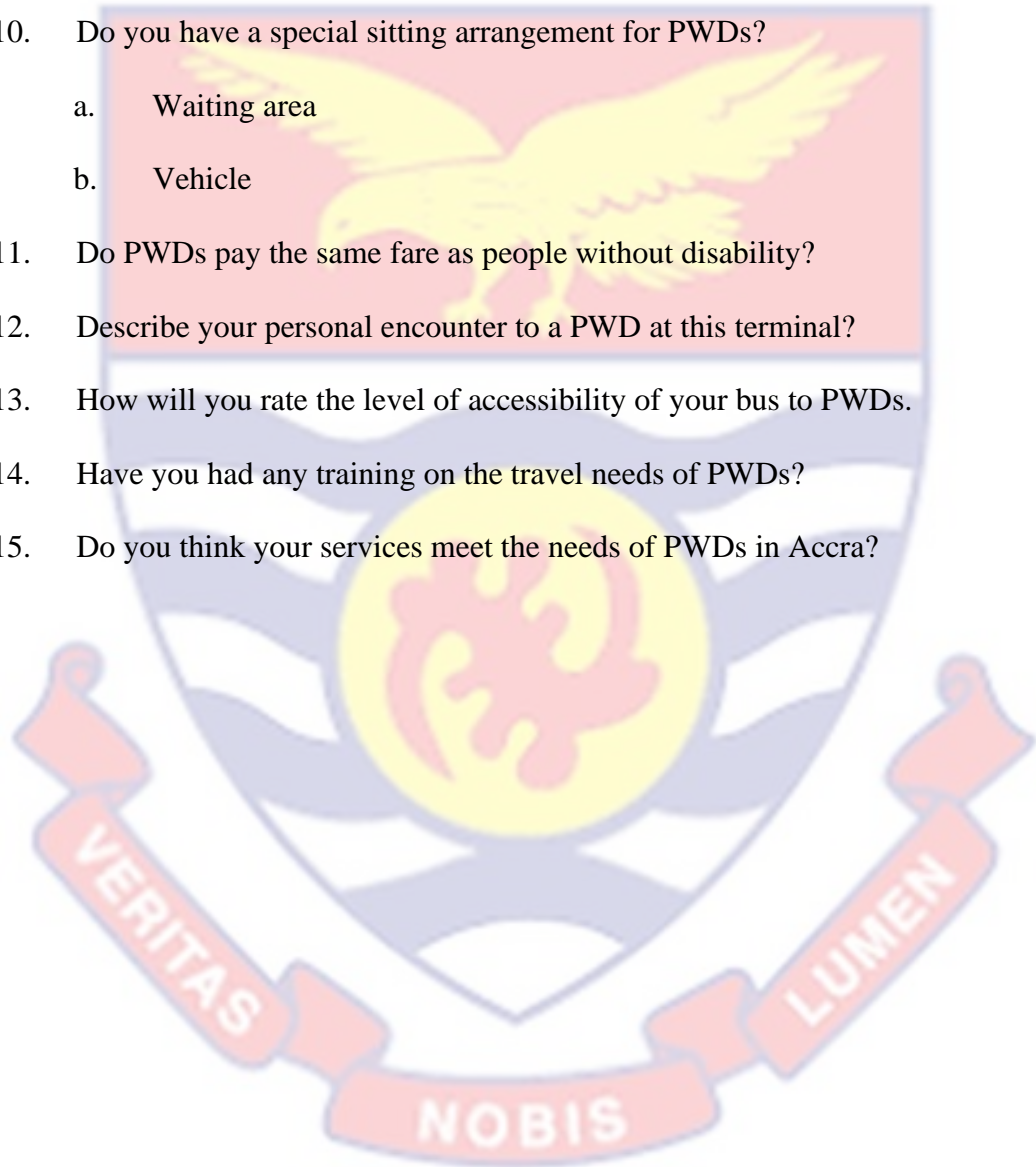 10. Do you have a special sitting arrangement for PWDs?
a. Waiting area
b. Vehicle
11. Do PWDs pay the same fare as people without disability?
12. Describe your personal encounter to a PWD at this terminal?
13. How will you rate the level of accessibility of your bus to PWDs.
14. Have you had any training on the travel needs of PWDs?
15. Do you think your services meet the needs of PWDs in Accra?
VERITAS
NOBIS
LUMEN